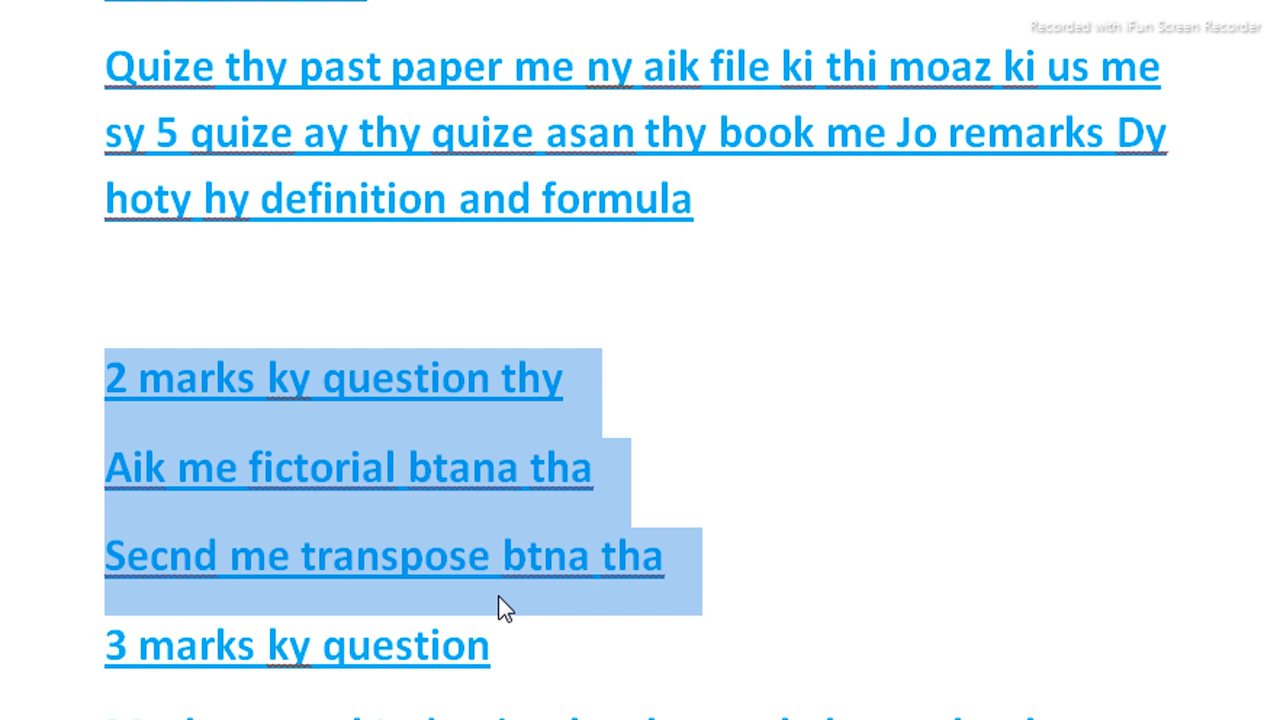 Recorded with iFun Screen Recorder
Quize thy past paper me ny aik file ki thi moaz ki us me
sy 5 quize ay thy quize asan thy book me Jo remarks Dy
hoty hy definition and formula
2 marks ky question thy
Aik me fictorial btana tha
Secnd me transpose btna tha
3 marks ky question